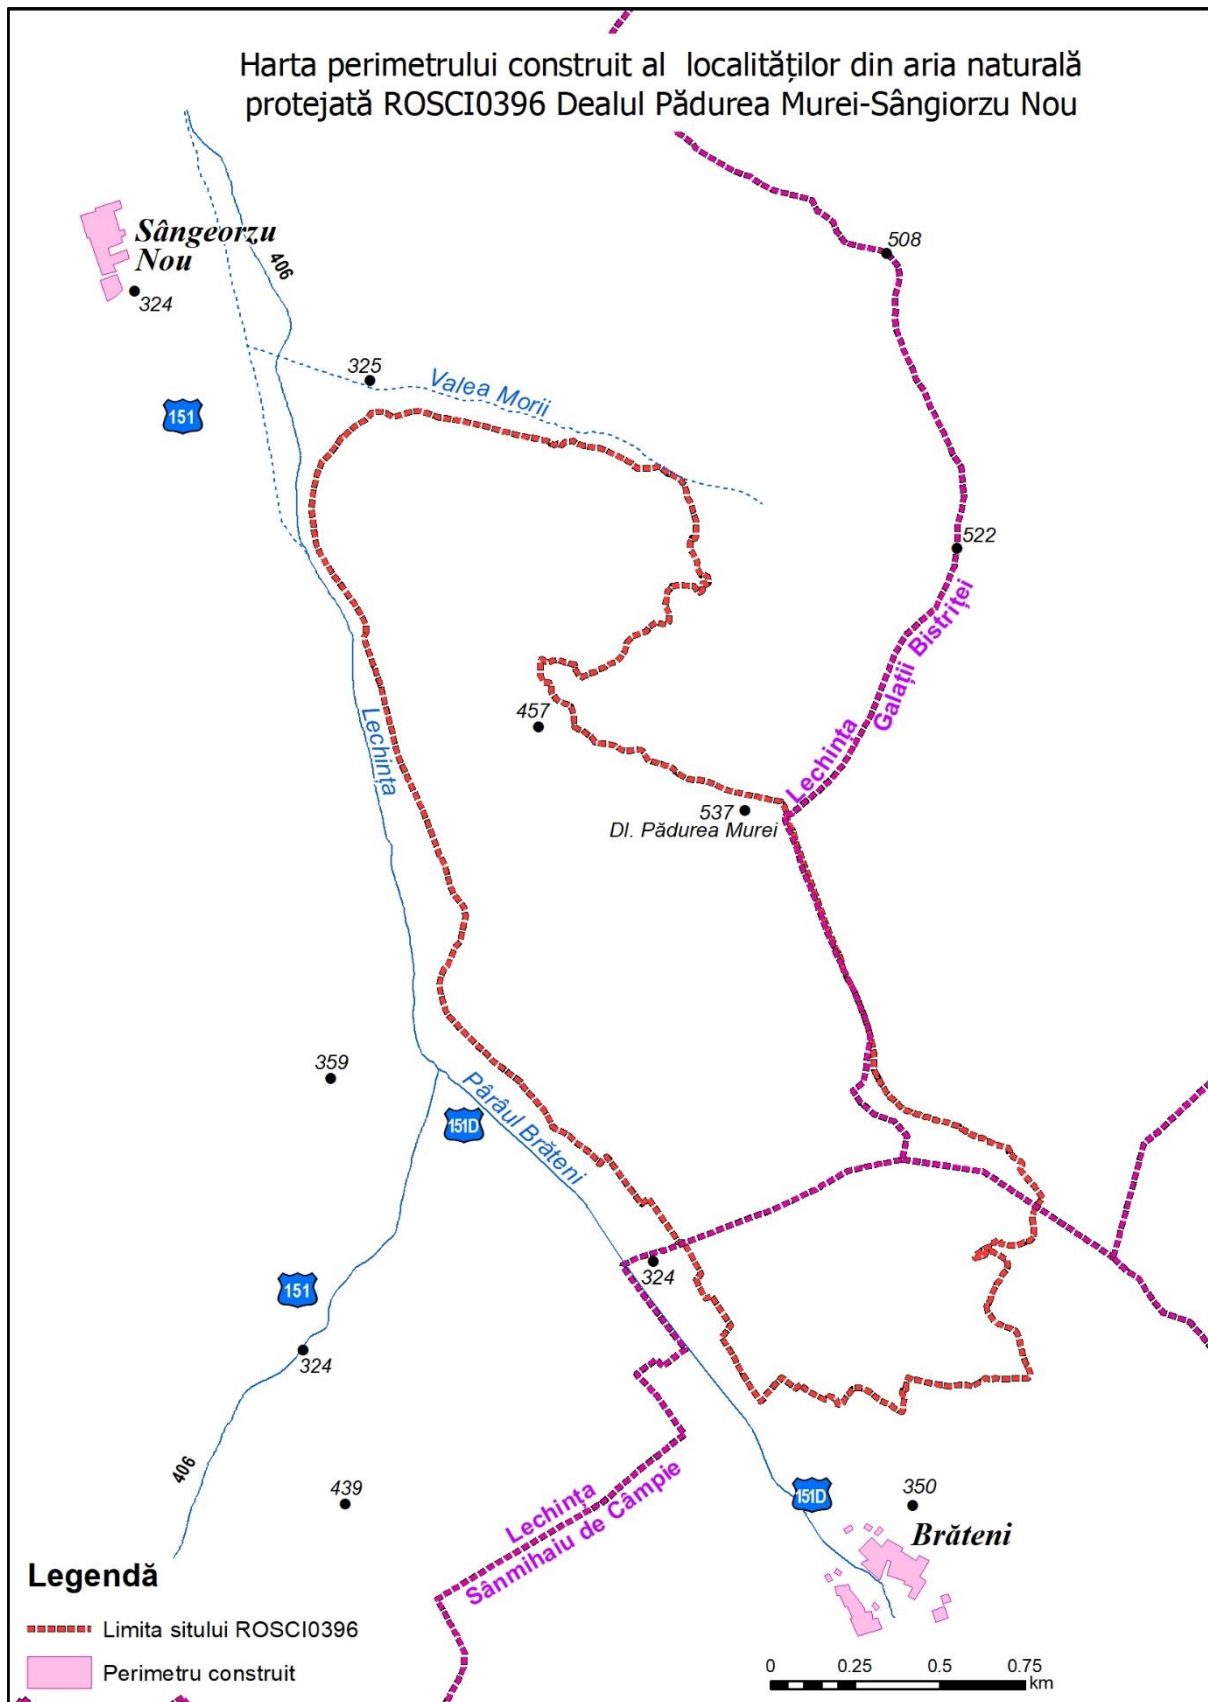 Harta perimetrului construit al localităților din aria naturală
protejată ROSCI0396 Dealul Pădurea Murei-Sângiorzu Nou
Sângeorzu
Nou
324
406
508
325
Valea Morii
151
522
Galații Bistriței
Lechința
457
Lechința
537
Dl. Pădurea Murei
359
Pârâul Brăteni
151D
324
151
324
406
439
Lechința
Sânmihaiu de Câmpie
151D
350
Brăteni
Legendă
Limita sitului ROSCI0396
Perimetru construit
0 0.25 0.5 0.75
km